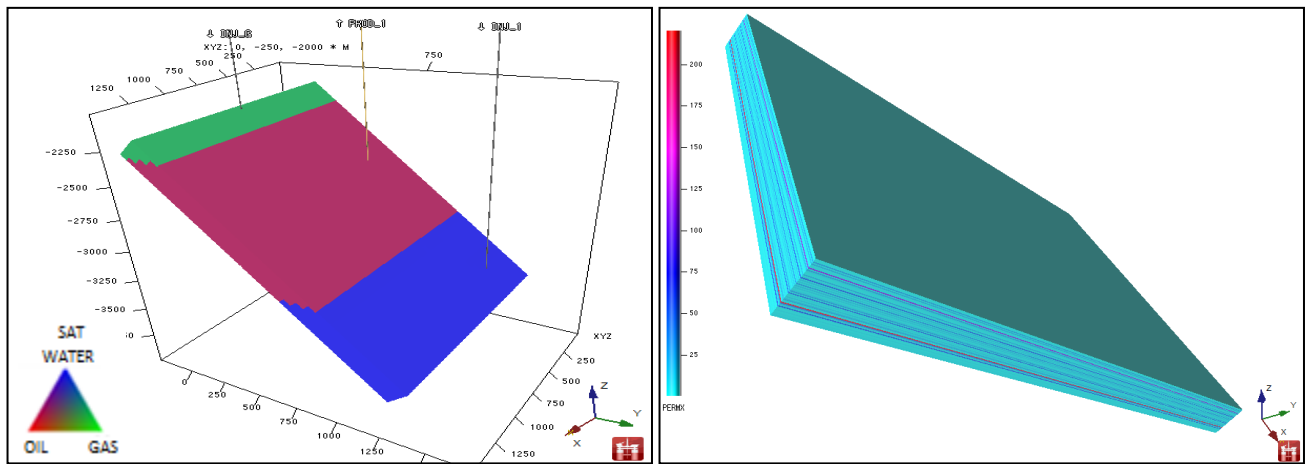 ↑ PROD_1
↓ INJ_G
↓ INJ_1
XYZ: 0, -250, -2000 * M
250
500
750
1000
1250
750
-2250
-2500
-2750
-3000
-3250
-3500
XYZ
0
250
500
750
1000
1250
250
500
750
1000
1250
SAT
WATER
OIL
GAS
Z
Y
X
200
175
150
125
100
75
50
25
PERMX
Z
Y
X